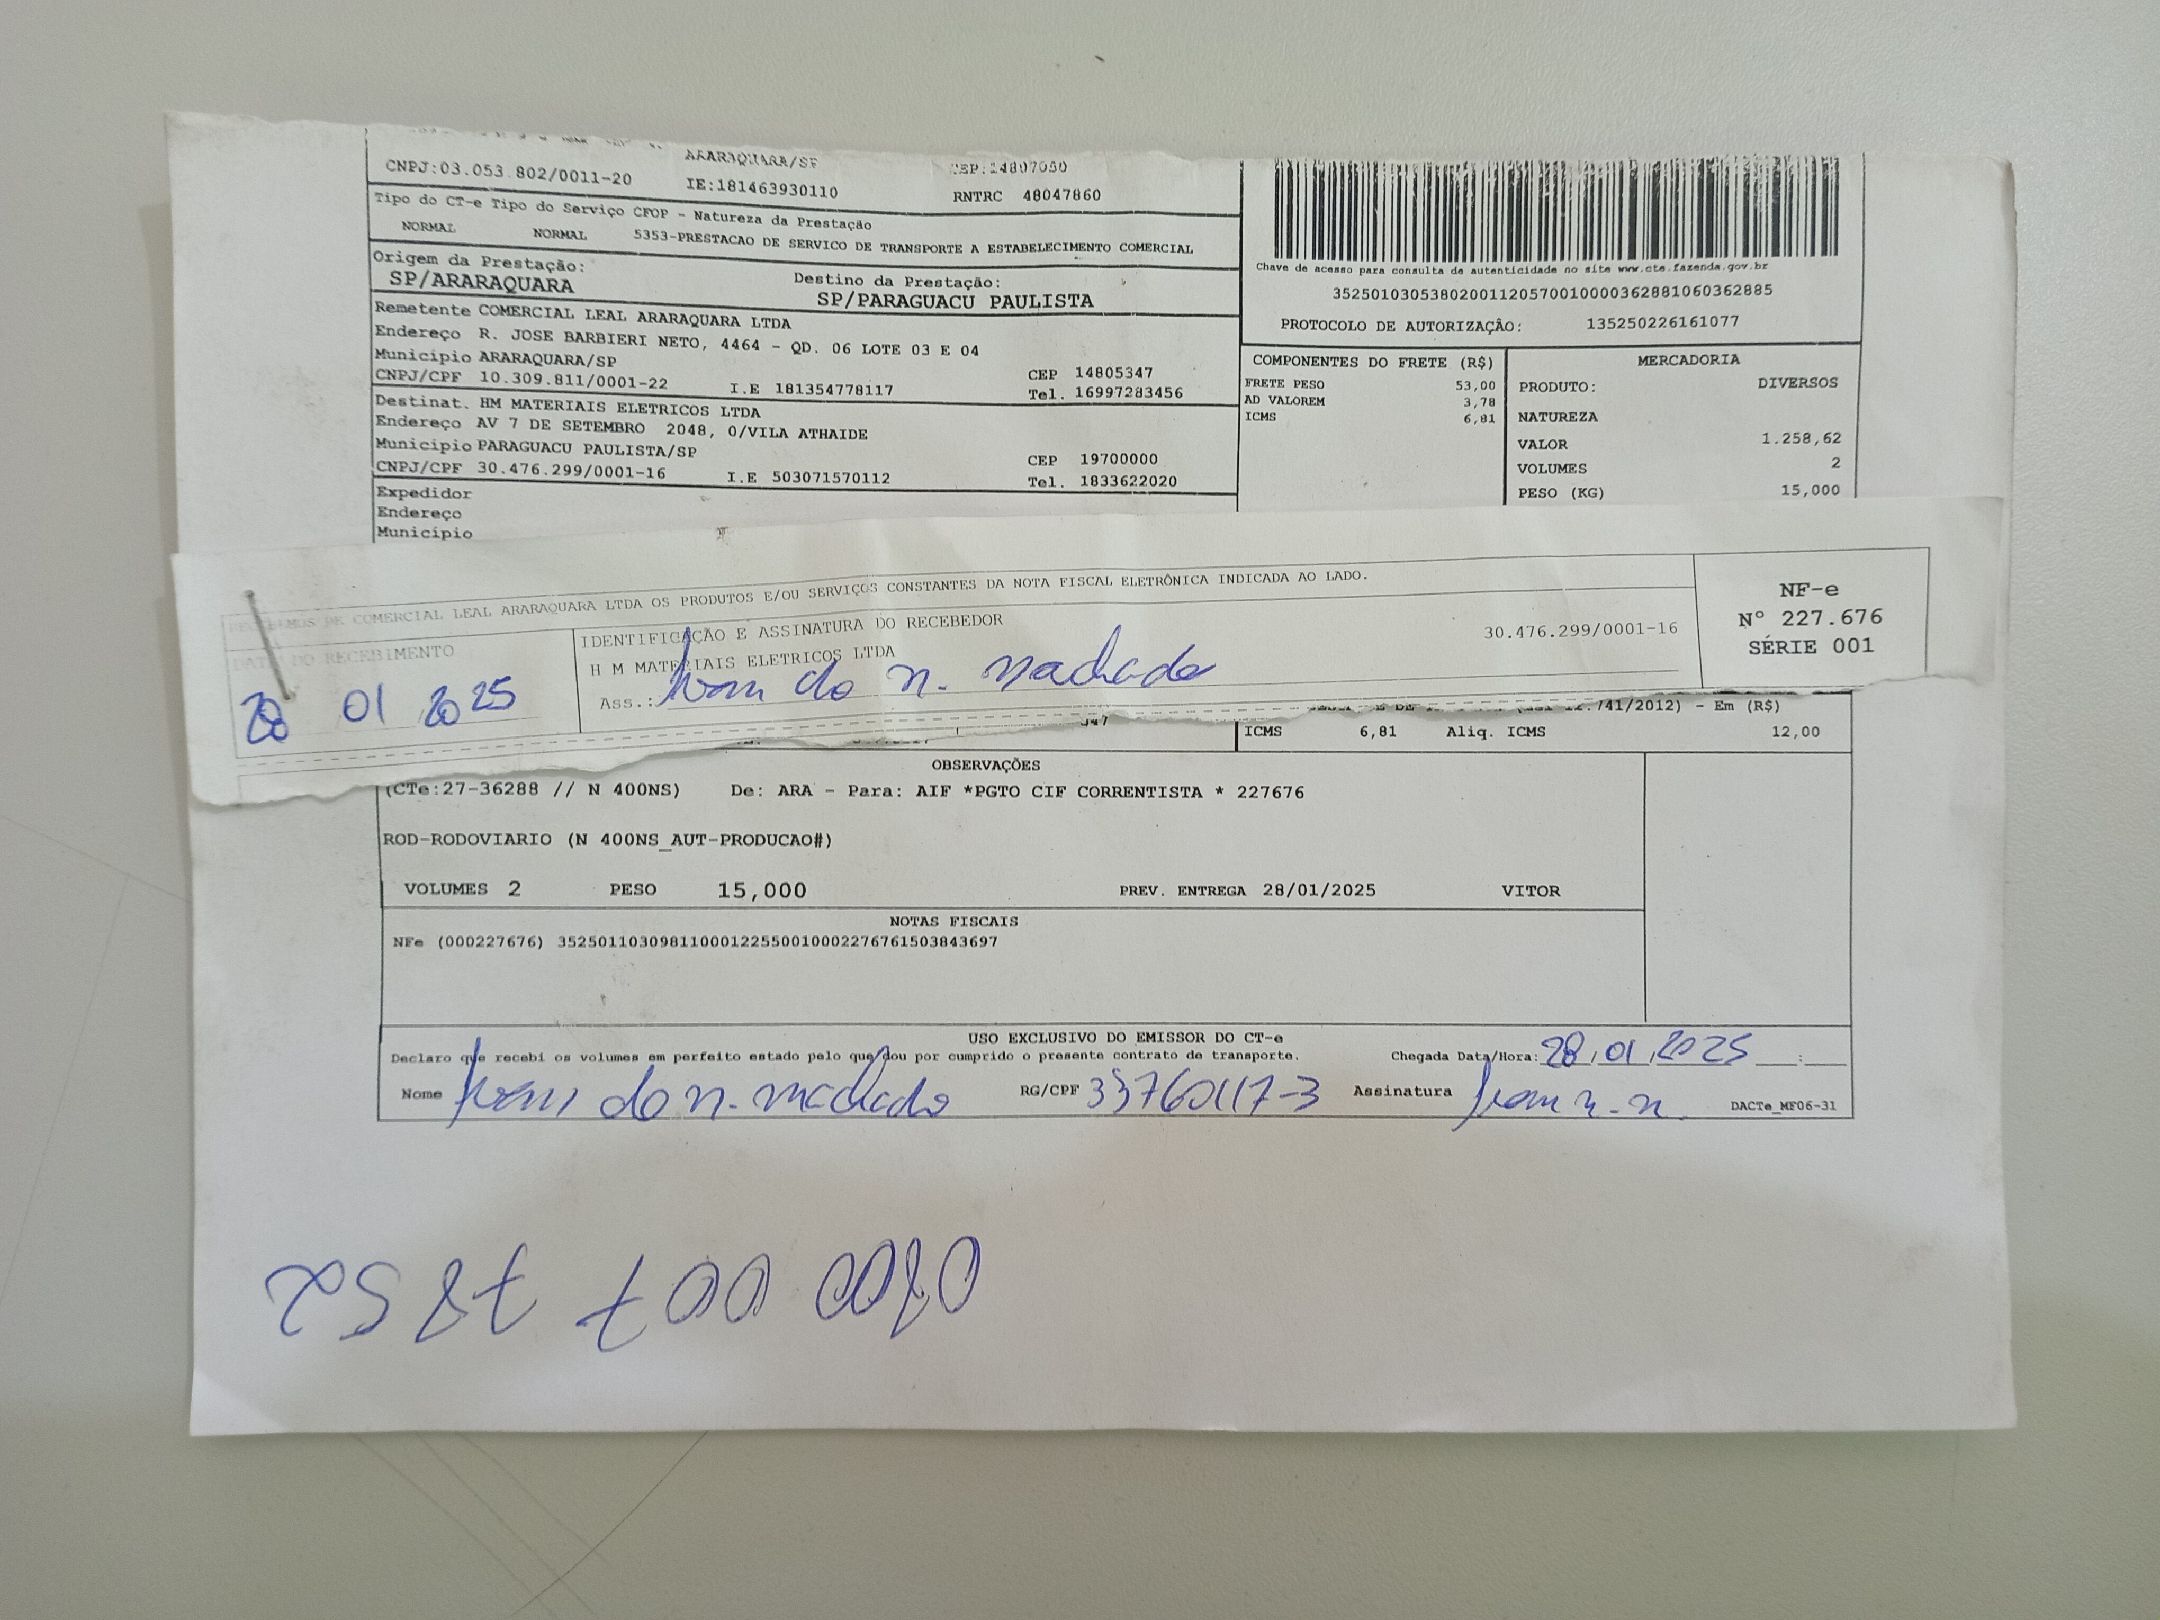 ARARAQUARA/SP CEP:14807050
CNPJ:03.053.802/0011-20 IE:181463930110 RNTRC 48047860
Tipo do CT-e Tipo do Serviço CFOP - Natureza da Prestação
NORMAL NORMAL 5353-PRESTACAO DE SERVICO DE TRANSPORTE A ESTABELECIMENTO COMERCIAL
Origem da Prestação: Destino da Prestação:
SP/ARARAQUARA SP/PARAGUACU PAULISTA
Remetente COMERCIAL LEAL ARARAQUARA LTDA
Endereço R. JOSE BARBIERI NETO, 4464 - QD. 06 LOTE 03 E 04
Município ARARAQUARA/SP CEP 14805347
CNPJ/CPF 10.309.811/0001-22 I.E 181354778117 Tel. 16997283456
Destinat. HM MATERIAIS ELETRICOS LTDA
Endereço AV 7 DE SETEMBRO 2048, 0/VILA ATHAIDE
Município PARAGUACU PAULISTA/SP CEP 19700000
CNPJ/CPF 30.476.299/0001-16 I.E 503071570112 Tel. 1833622020
Expedidor
Endereço
Município
Chave de acesso para consulta de autenticidade no site www.cte.fazenda.gov.br
35250103053802001120570010000362881060362885
PROTOCOLO DE AUTORIZAÇÃO: 135250226161077
COMPONENTES DO FRETE (R$)
FRETE PESO 53,00
AD VALOREM 3,78
ICMS 6,81
MERCADORIA
PRODUTO: DIVERSOS
NATUREZA
VALOR 1.258,62
VOLUMES 2
PESO (KG) 15,000
RECEBEMOS DE COMERCIAL LEAL ARARAQUARA LTDA OS PRODUTOS E/OU SERVIÇOS CONSTANTES DA NOTA FISCAL ELETRÔNICA INDICADA AO LADO.
DATA DO RECEBIMENTO
28 01 2025
IDENTIFICAÇÃO E ASSINATURA DO RECEBEDOR
H M MATERIAIS ELETRICOS LTDA 30.476.299/0001-16
Ass.: do n. machado
NF-e
Nº 227.676
SÉRIE 001
741/2012) - Em (R$)
ICMS 6,81 Aliq. ICMS 12,00
OBSERVAÇÕES
(CTe:27-36288 // N 400NS) De: ARA - Para: AIF *PGTO CIF CORRENTISTA * 227676
ROD-RODOVIARIO (N 400NS_AUT-PRODUCAO#)
VOLUMES 2 PESO 15,000 PREV. ENTREGA 28/01/2025 VITOR
NOTAS FISCAIS
NFe (000227676) 35250110309811000122550010002276761503843697
USO EXCLUSIVO DO EMISSOR DO CT-e
Declaro que recebi os volumes em perfeito estado pelo que dou por cumprido o presente contrato de transporte. Chegada Data/Hora: 28 01 2025 __:__
Nome do n. machado RG/CPF 33760117-3 Assinatura
DACTe_MF06-31
0800 007 7852